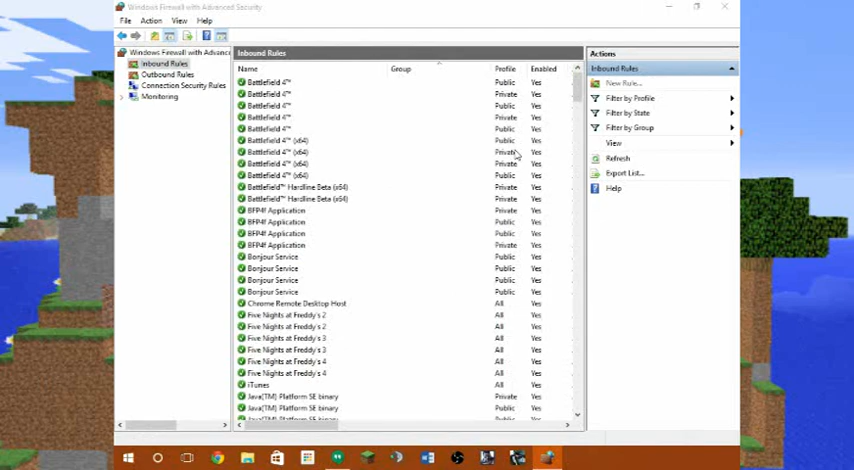 Windows Firewall with Advanced Security
File Action View Help
Windows Firewall with Advanc
Inbound Rules
Outbound Rules
Connection Security Rules
Monitoring
Inbound Rules
Name Group Profile Enabled
Battlefield 4™ Public Yes
Battlefield 4™ Private Yes
Battlefield 4™ Public Yes
Battlefield 4™ Private Yes
Battlefield 4™ Public Yes
Battlefield 4™ (x64) Public Yes
Battlefield 4™ (x64) Private Yes
Battlefield 4™ (x64) Private Yes
Battlefield 4™ (x64) Public Yes
Battlefield™ Hardline Beta (x64) Private Yes
Battlefield™ Hardline Beta (x64) Private Yes
BFP4f Application Private Yes
BFP4f Application Public Yes
BFP4f Application Public Yes
BFP4f Application Private Yes
Bonjour Service Public Yes
Bonjour Service Public Yes
Bonjour Service Public Yes
Bonjour Service Public Yes
Chrome Remote Desktop Host All Yes
Five Nights at Freddy's 2 All Yes
Five Nights at Freddy's 2 All Yes
Five Nights at Freddy's 3 All Yes
Five Nights at Freddy's 3 All Yes
Five Nights at Freddy's 4 All Yes
Five Nights at Freddy's 4 All Yes
iTunes All Yes
Java(TM) Platform SE binary Private Yes
Java(TM) Platform SE binary Public Yes
Actions
Inbound Rules
New Rule...
Filter by Profile
Filter by State
Filter by Group
View
Refresh
Export List...
Help